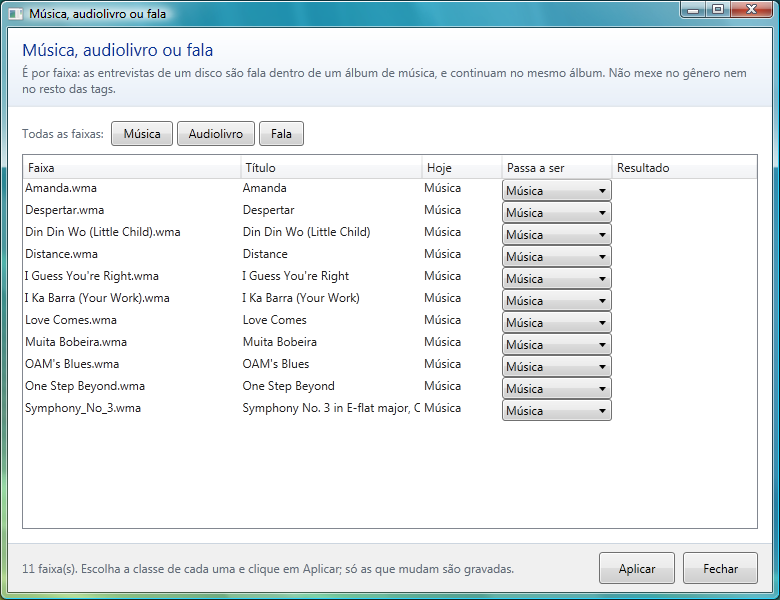 Música, audiolivro ou fala
Música, audiolivro ou fala
É por faixa: as entrevistas de um disco são fala dentro de um álbum de música, e continuam no mesmo álbum. Não mexe no gênero nem
no resto das tags.
Todas as faixas: Música Audiolivro Fala
Faixa Título Hoje Passa a ser Resultado
Amanda.wma Amanda Música Música
Despertar.wma Despertar Música Música
Din Din Wo (Little Child).wma Din Din Wo (Little Child) Música Música
Distance.wma Distance Música Música
I Guess You're Right.wma I Guess You're Right Música Música
I Ka Barra (Your Work).wma I Ka Barra (Your Work) Música Música
Love Comes.wma Love Comes Música Música
Muita Bobeira.wma Muita Bobeira Música Música
OAM's Blues.wma OAM's Blues Música Música
One Step Beyond.wma One Step Beyond Música Música
Symphony_No_3.wma Symphony No. 3 in E-flat major, C Música Música
11 faixa(s). Escolha a classe de cada uma e clique em Aplicar; só as que mudam são gravadas. Aplicar Fechar